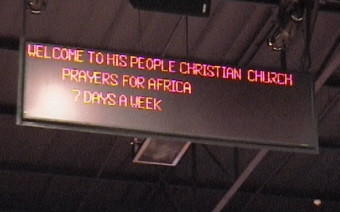 WELCOME TO HIS PEOPLE CHRISTIAN CHURCH
PRAYERS FOR AFRICA
7 DAYS A WEEK